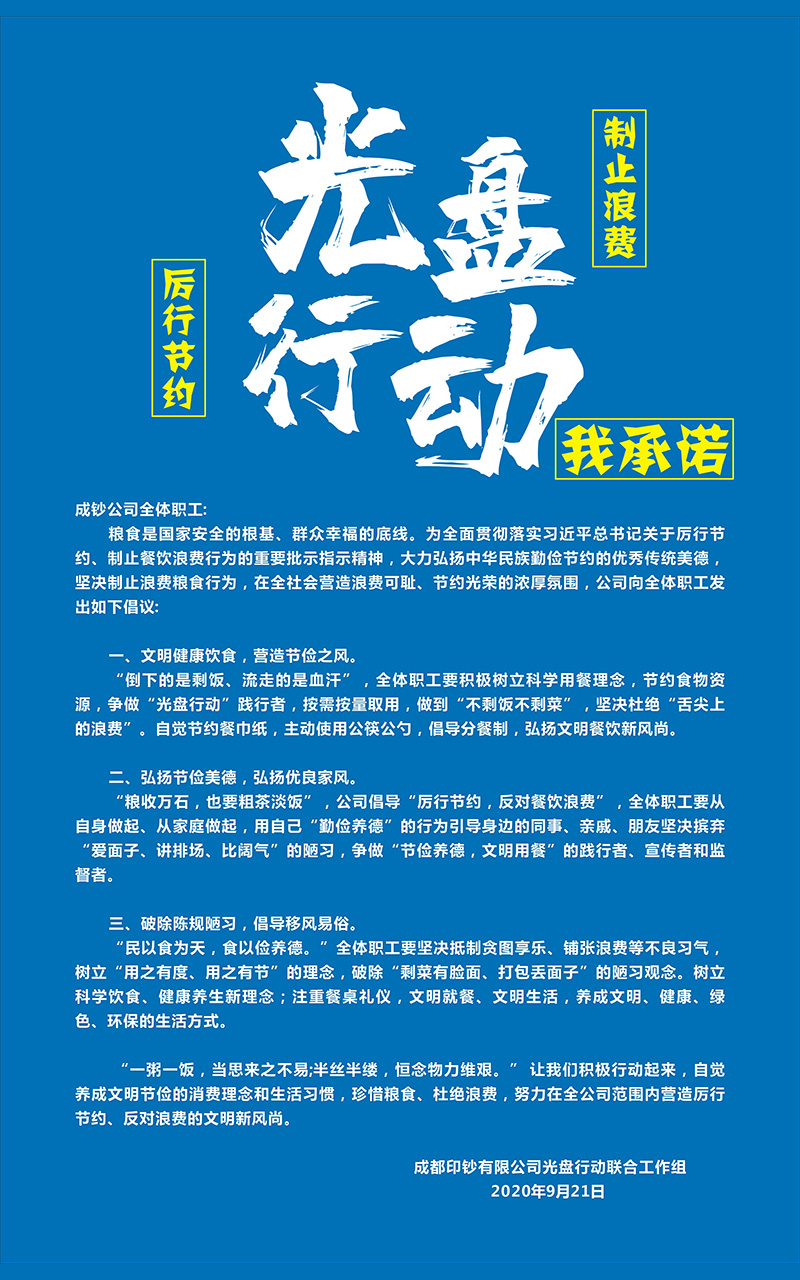 光盘
行动
制止浪费
厉行节约
我承诺
成钞公司全体职工:
粮食是国家安全的根基、群众幸福的底线。为全面贯彻落实习近平总书记关于厉行节
约、制止餐饮浪费行为的重要批示指示精神，大力弘扬中华民族勤俭节约的优秀传统美德，
坚决制止浪费粮食行为，在全社会营造浪费可耻、节约光荣的浓厚氛围，公司向全体职工发
出如下倡议:
一、文明健康饮食，营造节俭之风。
“倒下的是剩饭、流走的是血汗”，全体职工要积极树立科学用餐理念，节约食物资
源，争做“光盘行动”践行者，按需按量取用，做到“不剩饭不剩菜”，坚决杜绝“舌尖上
的浪费”。自觉节约餐巾纸，主动使用公筷公勺，倡导分餐制，弘扬文明餐饮新风尚。
二、弘扬节俭美德，弘扬优良家风。
“粮收万石，也要粗茶淡饭”，公司倡导“厉行节约，反对餐饮浪费”，全体职工要从
自身做起、从家庭做起，用自己“勤俭养德”的行为引导身边的同事、亲戚、朋友坚决摈弃
“爱面子、讲排场、比阔气”的陋习，争做“节俭养德，文明用餐”的践行者、宣传者和监
督者。
三、破除陈规陋习，倡导移风易俗。
“民以食为天，食以俭养德。”全体职工要坚决抵制贪图享乐、铺张浪费等不良习气，
树立“用之有度、用之有节”的理念，破除“剩菜有脸面、打包丢面子”的陋习观念。树立
科学饮食、健康养生新理念；注重餐桌礼仪，文明就餐、文明生活，养成文明、健康、绿
色、环保的生活方式。
“一粥一饭，当思来之不易;半丝半缕，恒念物力维艰。” 让我们积极行动起来，自觉
养成文明节俭的消费理念和生活习惯，珍惜粮食、杜绝浪费，努力在全公司范围内营造厉行
节约、反对浪费的文明新风尚。
成都印钞有限公司光盘行动联合工作组
2020年9月21日